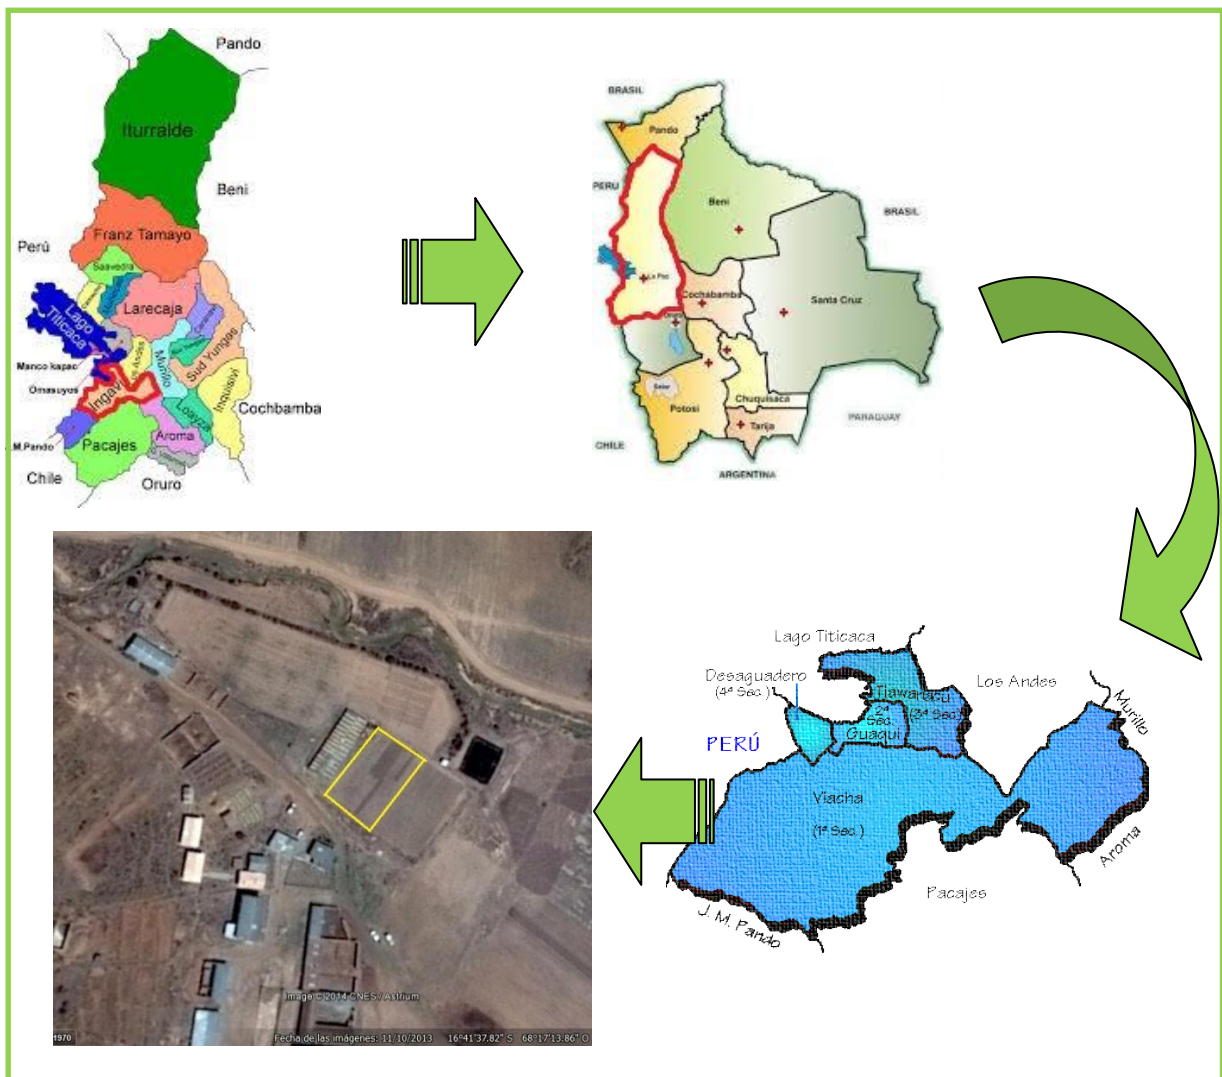 Pando
Iturralde
Beni
Franz Tamayo
Perú
Saavedra
Larecaja
Lago
Titicaca
Murillo
Sud Yungas
Manco kapac
Omasuyos
Ingavi
Inquisivi
Loayza
Cochbamba
.M.Pando
Pacajes
Aroma
Chile
Oruro
BRASIL
Pando
PERU
Beni
BRASIL
La Paz
Cochabamba
Santa Cruz
Salar
Potosi
Chuquisaca
PARAGUAY
Tarija
CHILE
ARGENTINA
Lago Titicaca
Desaguadero
(4ª Sec.)
Tiawanacu
(3ª Sec)
Los Andes
Murillo
2ª
Sec.
Guaqui
PERÚ
Viacha
(1ª Sec.)
Aroma
Pacajes
J. M. Pando
Image © 2014 CNES / Astrium
1970
Fecha de las imágenes: 11/10/2013 16°41'37.82" S 68°17'13.86" O